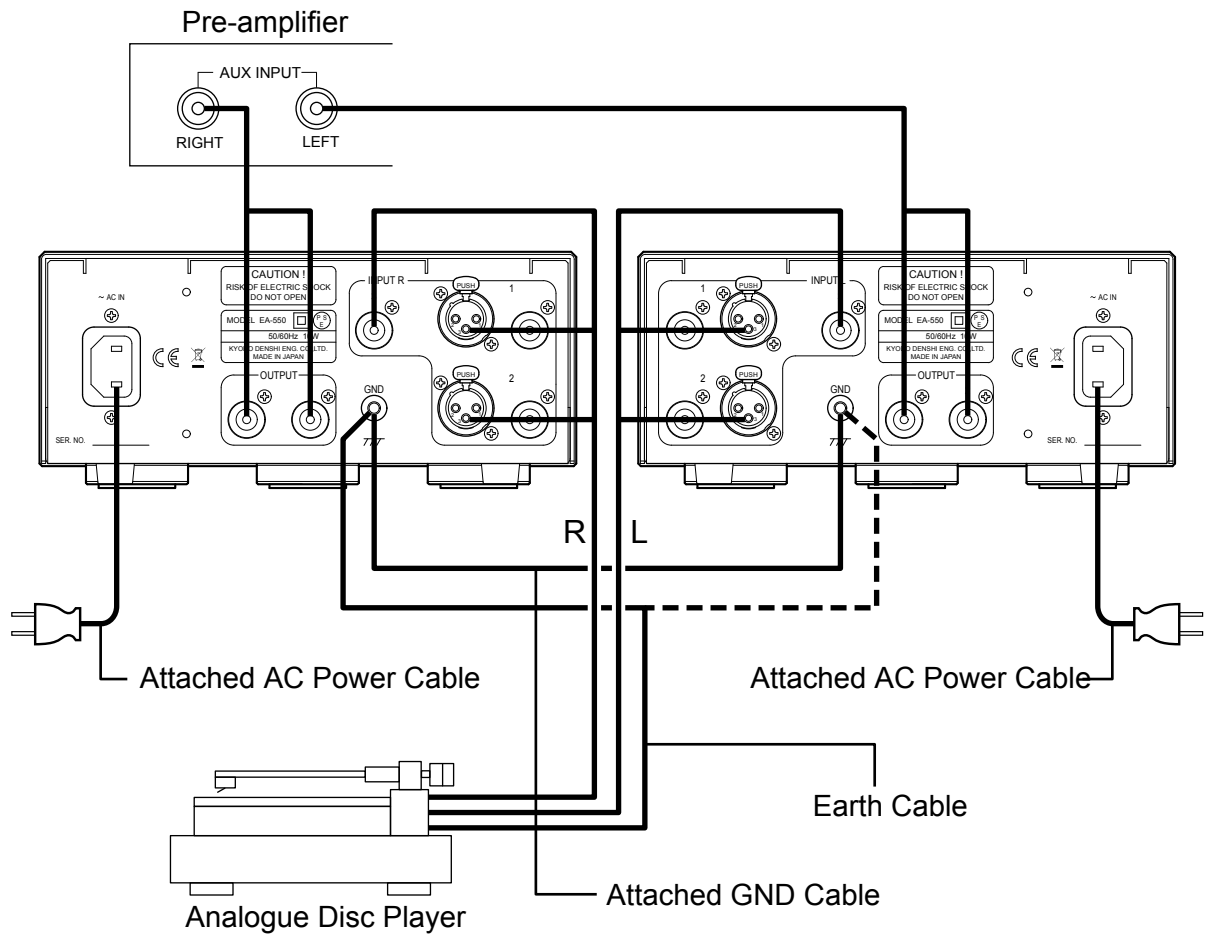 Pre-amplifier
AUX INPUT
RIGHT
LEFT
~ AC IN
CAUTION !
RISK OF ELECTRIC SHOCK
DO NOT OPEN
MODEL EA-550
P S
E
50/60Hz 10W
KYODO DENSHI ENG. CO.,LTD.
MADE IN JAPAN
OUTPUT
SER. NO.
INPUT R
PUSH
1
GND
PUSH
2
1
PUSH
INPUT L
2
PUSH
GND
CAUTION !
RISK OF ELECTRIC SHOCK
DO NOT OPEN
MODEL EA-550
P S
E
50/60Hz 10W
KYODO DENSHI ENG. CO.,LTD.
MADE IN JAPAN
OUTPUT
~ AC IN
SER. NO.
R
L
Attached AC Power Cable
Attached AC Power Cable
Earth Cable
Attached GND Cable
Analogue Disc Player